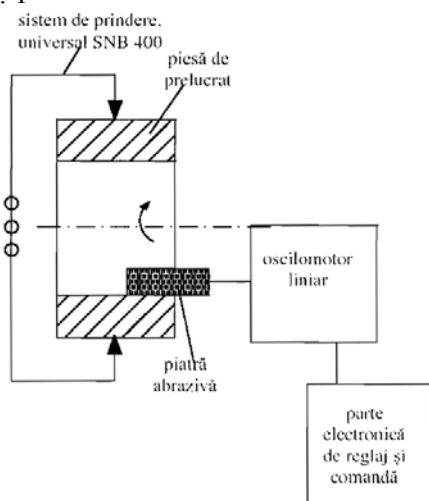 sistem de prindere,
universal SNB 400
piesă de
prelucrat
oscilomotor
liniar
piatră
abrazivă
parte
electronică
de reglaj și
comandă